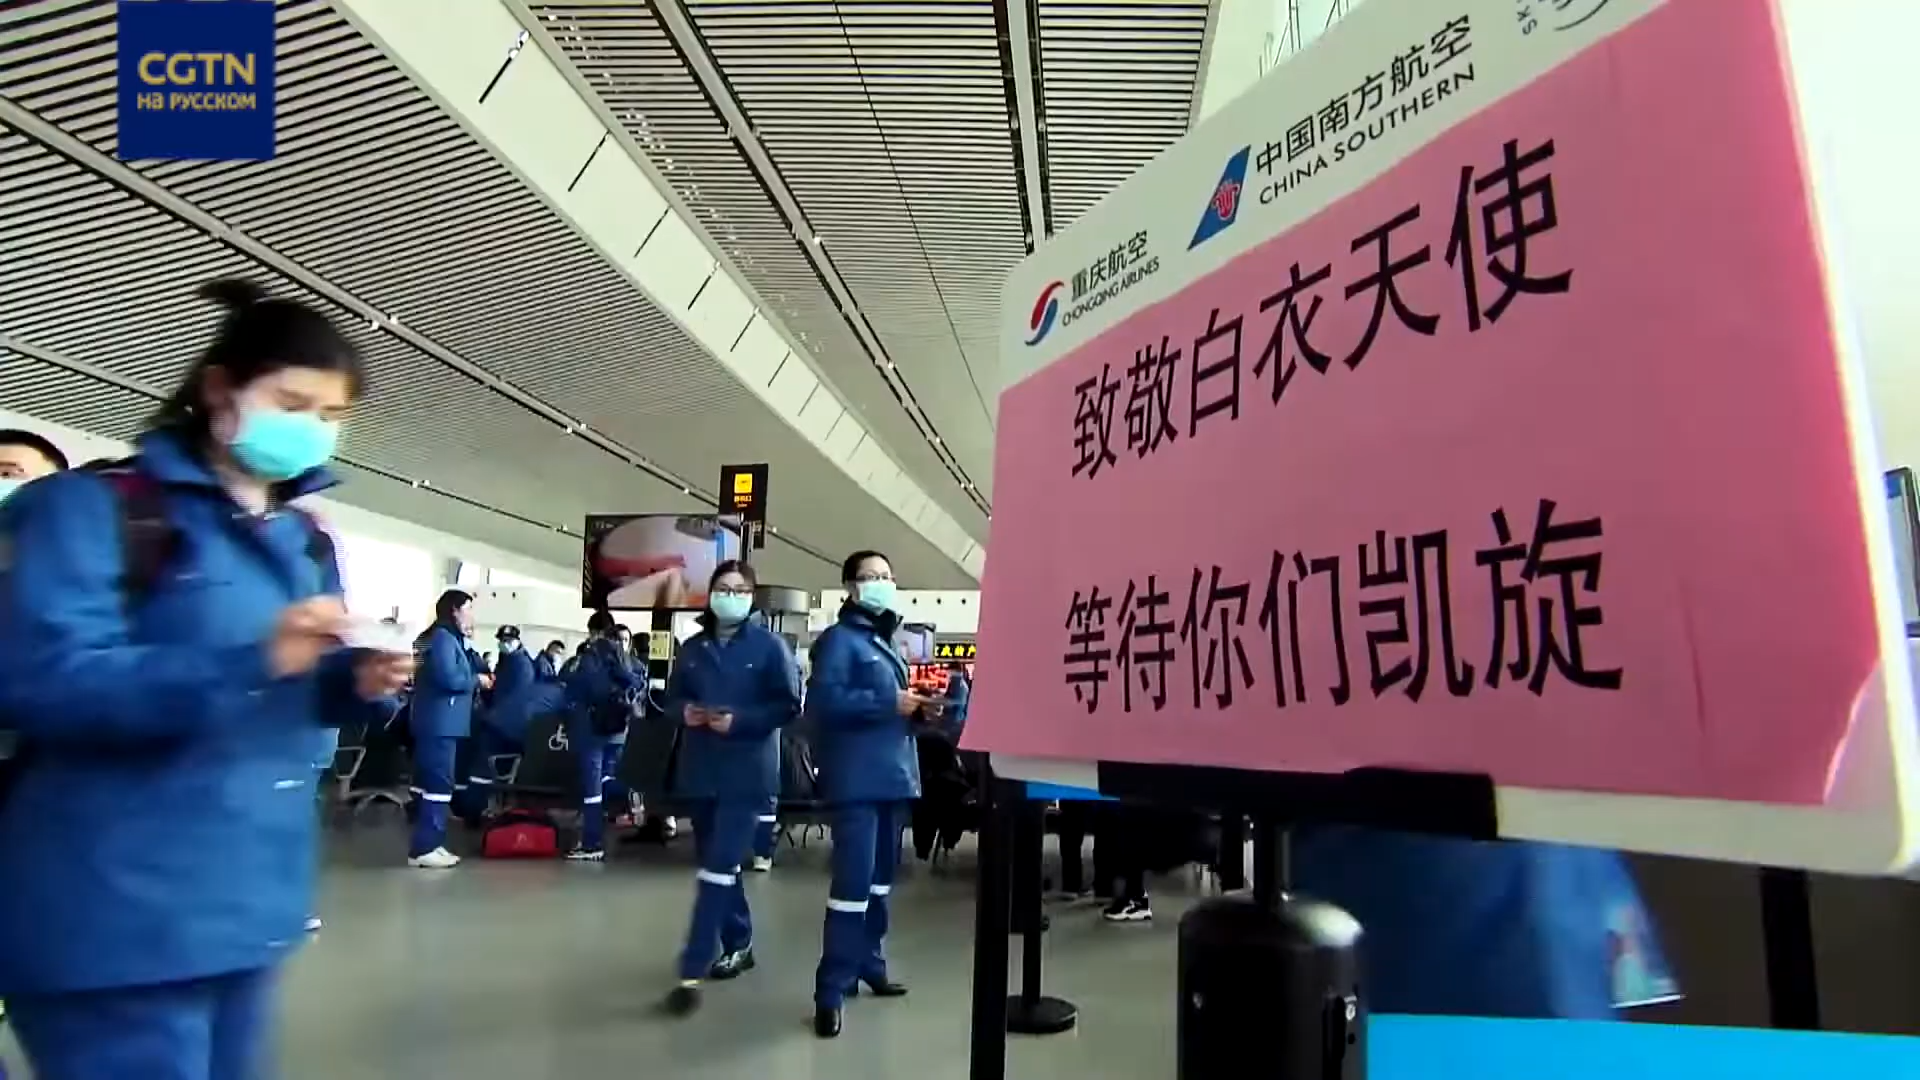 CGTN
на русском
中国南方航空
CHINA SOUTHERN
重庆航空
CHONGQING AIRLINES
致敬白衣天使
等待你们凯旋